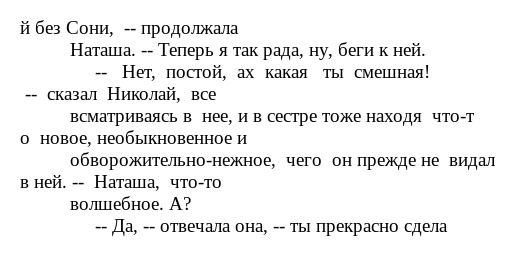 й без Сони, -- продолжала
Наташа. -- Теперь я так рада, ну, беги к ней.
-- Нет, постой, ах какая ты смешная!
-- сказал Николай, все
всматриваясь в нее, и в сестре тоже находя что-т
о новое, необыкновенное и
обворожительно-нежное, чего он прежде не видал
в ней. -- Наташа, что-то
волшебное. А?
-- Да, -- отвечала она, -- ты прекрасно сдела